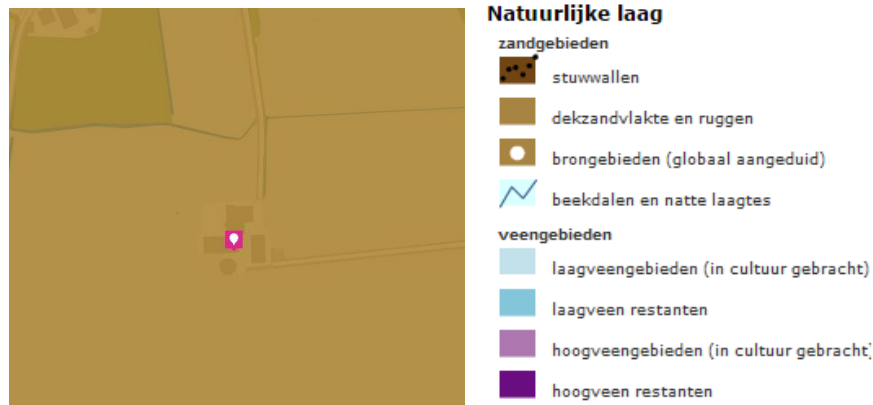 Natuurlijke laag
zandgebieden
stuwwallen
dekzandvlakte en ruggen
brongebieden (globaal aangeduid)
beekdalen en natte laagtes
veengebieden
laagveengebieden (in cultuur gebracht)
laagveen restanten
hoogveengebieden (in cultuur gebracht
hoogveen restanten